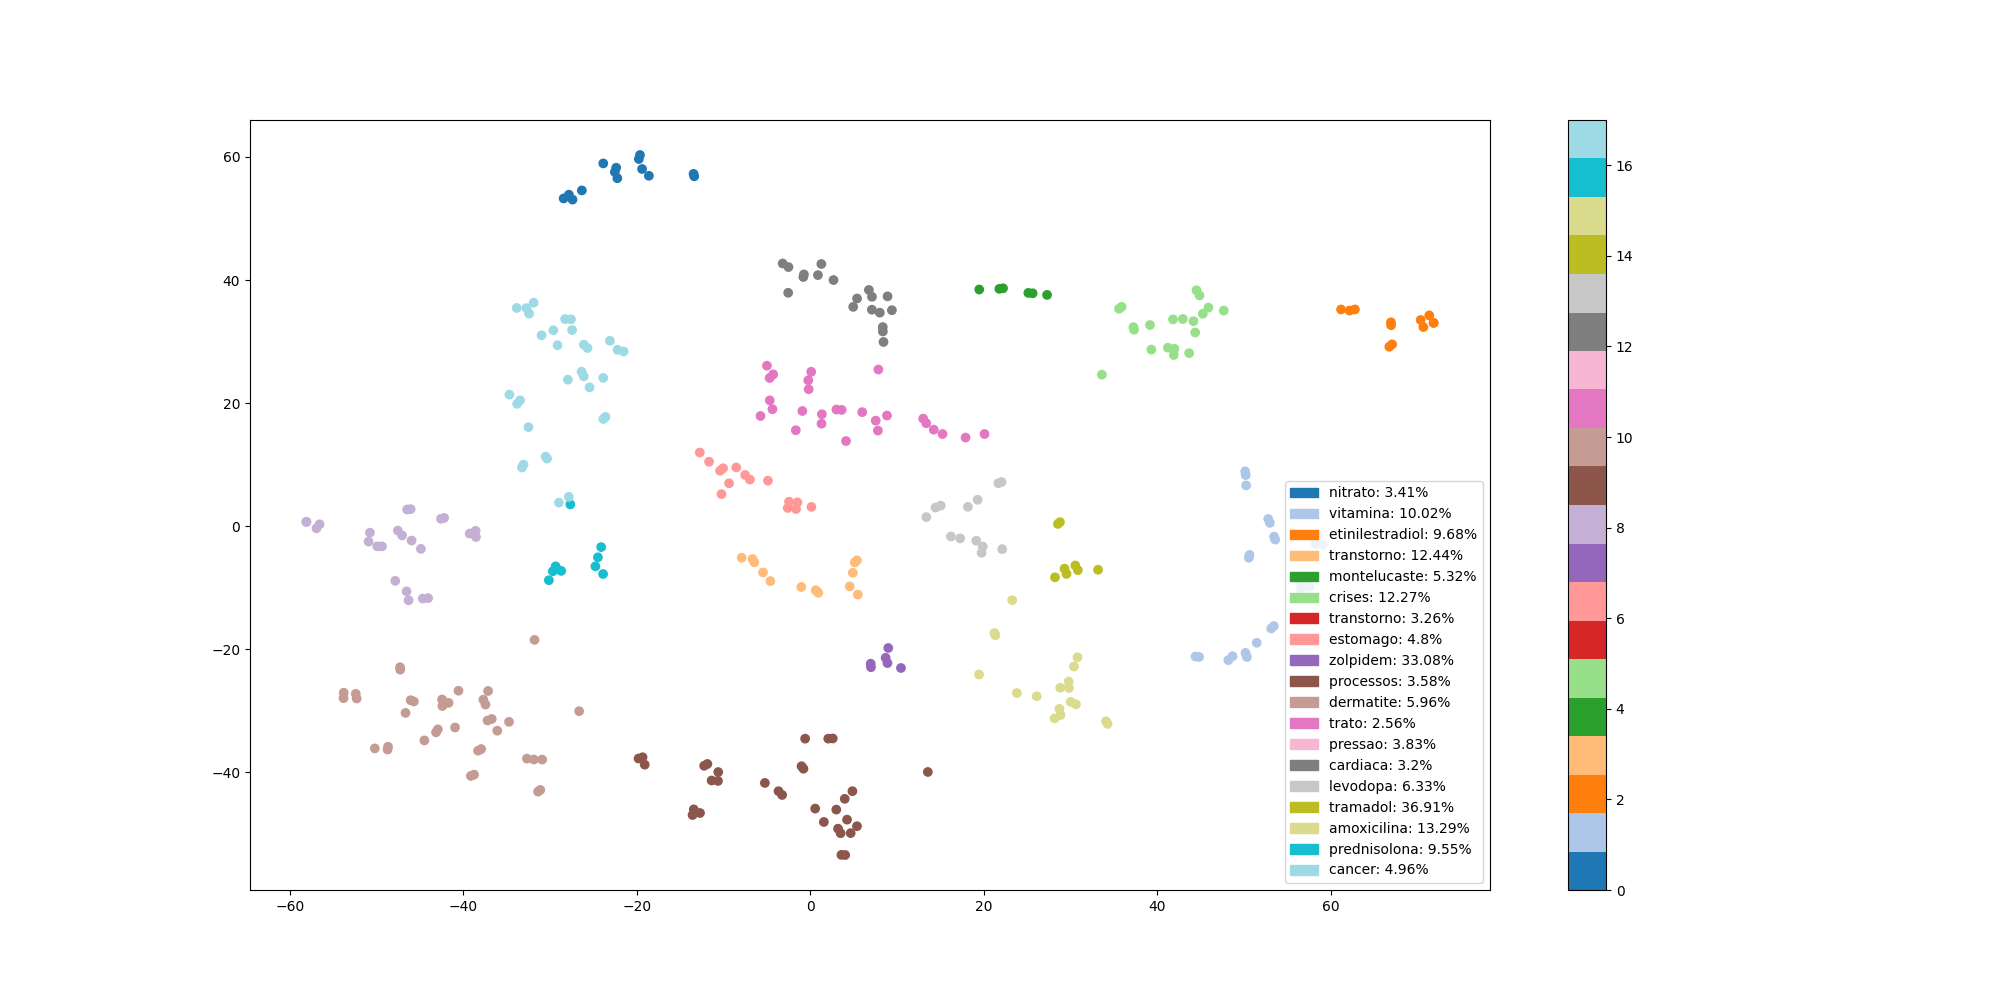 60
40
20
0
−20
−40
−60
−40
−20
0
20
40
60
nitrato: 3.41%
vitamina: 10.02%
etinilestradiol: 9.68%
transtorno: 12.44%
montelucaste: 5.32%
crises: 12.27%
transtorno: 3.26%
estomago: 4.8%
zolpidem: 33.08%
processos: 3.58%
dermatite: 5.96%
trato: 2.56%
pressao: 3.83%
cardiaca: 3.2%
levodopa: 6.33%
tramadol: 36.91%
amoxicilina: 13.29%
prednisolona: 9.55%
cancer: 4.96%
16
14
12
10
8
6
4
2
0